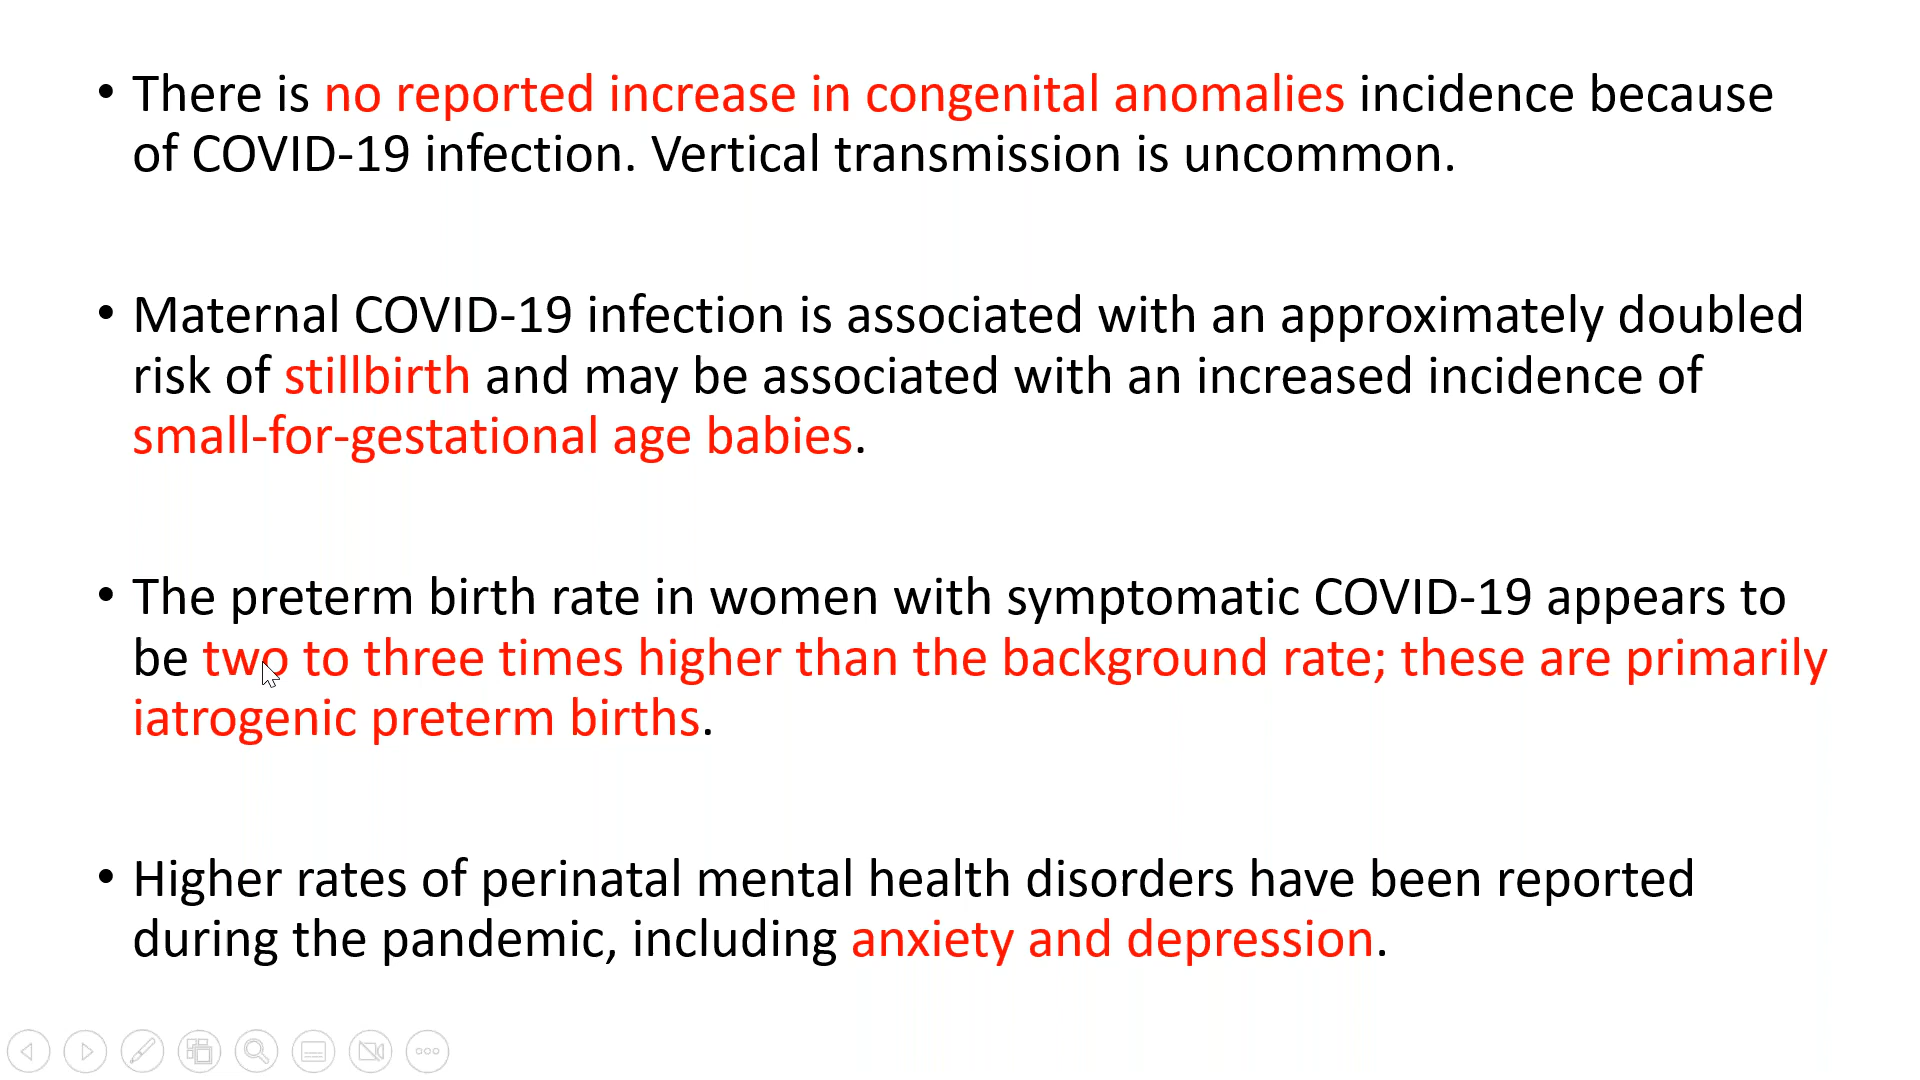 • There is no reported increase in congenital anomalies incidence because
of COVID-19 infection. Vertical transmission is uncommon.
• Maternal COVID-19 infection is associated with an approximately doubled
risk of stillbirth and may be associated with an increased incidence of
small-for-gestational age babies.
• The preterm birth rate in women with symptomatic COVID-19 appears to
be two to three times higher than the background rate; these are primarily
iatrogenic preterm births.
• Higher rates of perinatal mental health disorders have been reported
during the pandemic, including anxiety and depression.